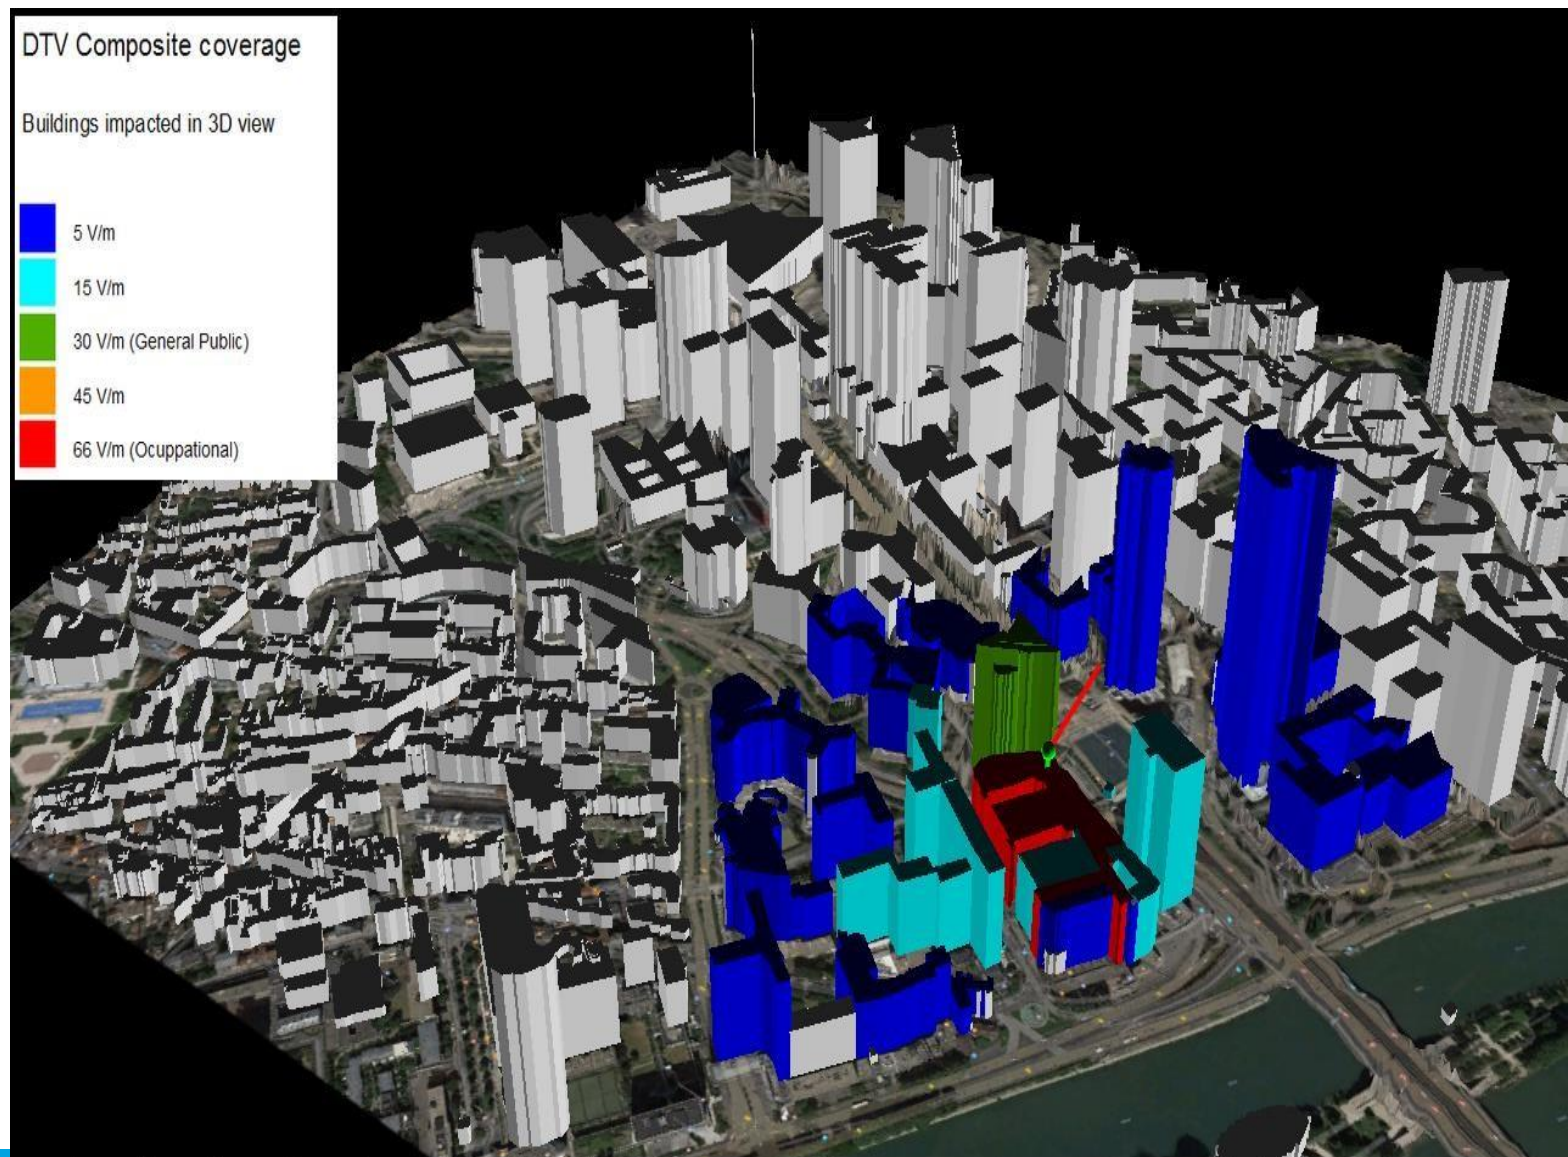 DTV Composite coverage
Buildings impacted in 3D view
5 V/m
15 V/m
30 V/m (General Public)
45 V/m
66 V/m (Ocuppational)